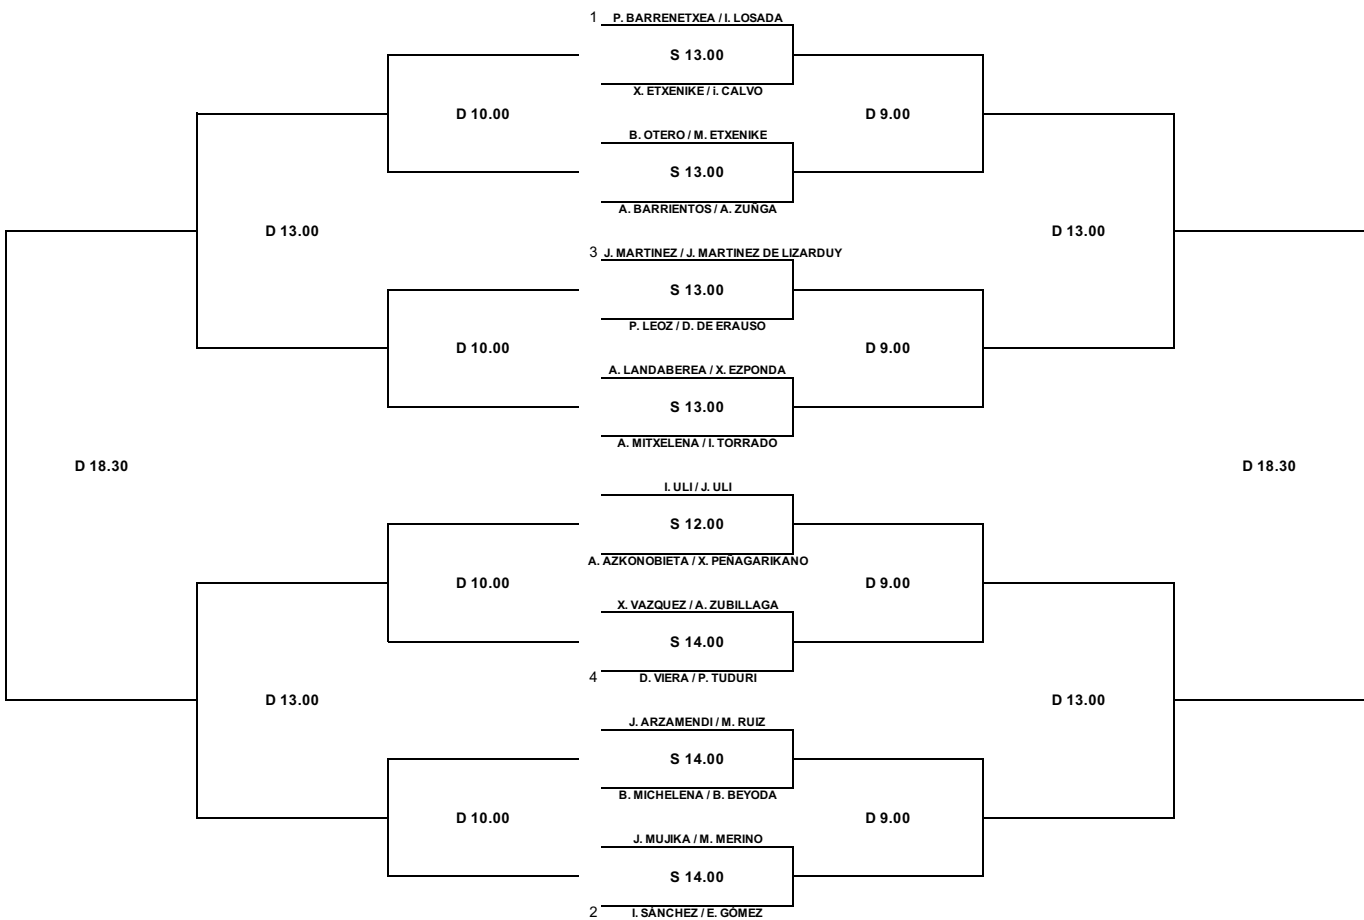 1 P. BARRENETXEA / I. LOSADA
S 13.00
X. ETXENIKE / i. CALVO
D 10.00 D 9.00
B. OTERO / M. ETXENIKE
S 13.00
A. BARRIENTOS / A. ZUÑGA
D 13.00 D 13.00
3 J. MARTINEZ / J. MARTINEZ DE LIZARDUY
S 13.00
P. LEOZ / D. DE ERAUSO
D 10.00 D 9.00
A. LANDABEREA / X. EZPONDA
S 13.00
A. MITXELENA / I. TORRADO
D 18.30 D 18.30
I. ULI / J. ULI
S 12.00
A. AZKONOBIETA / X. PEÑAGARIKANO
D 10.00 D 9.00
X. VAZQUEZ / A. ZUBILLAGA
S 14.00
4 D. VIERA / P. TUDURI
D 13.00 D 13.00
J. ARZAMENDI / M. RUIZ
S 14.00
B. MICHELENA / B. BEYODA
D 10.00 D 9.00
J. MUJIKA / M. MERINO
S 14.00
2 I. SÁNCHEZ / E. GÓMEZ